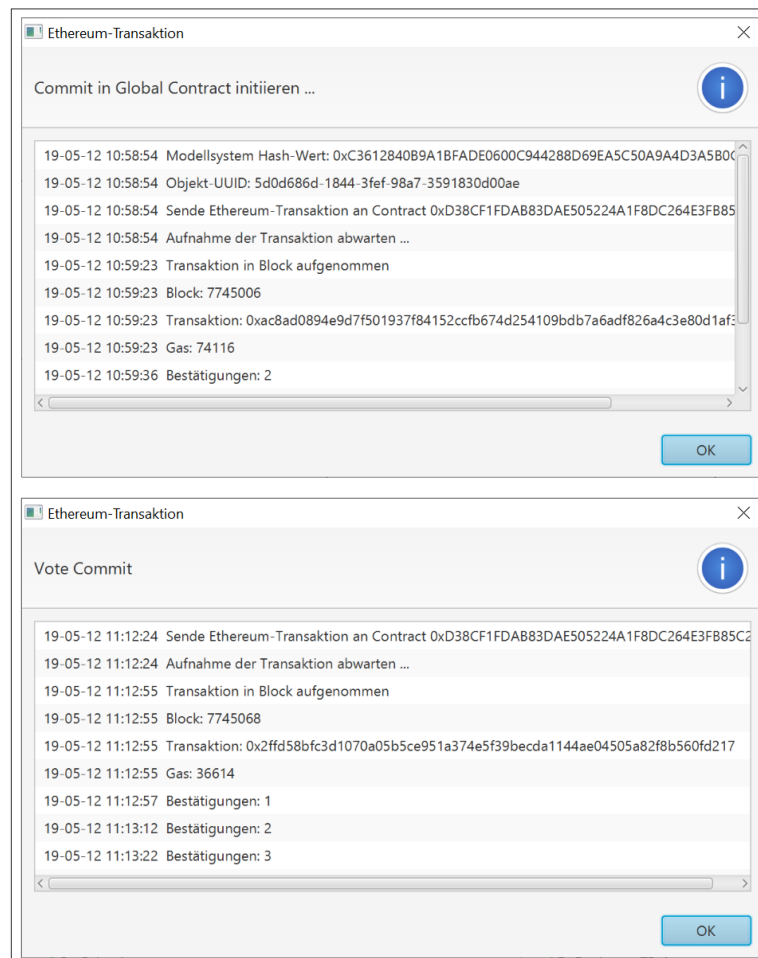 Ethereum-Transaktion
Commit in Global Contract initiieren ...
19-05-12 10:58:54 Modellsystem Hash-Wert: 0xC3612840B9A1BFADE0600C944288D69EA5C50A9A4D3A5B0
19-05-12 10:58:54 Objekt-UUID: 5d0d686d-1844-3fef-98a7-3591830d00ae
19-05-12 10:58:54 Sende Ethereum-Transaktion an Contract 0xD38CF1FDAB83DAE505224A1F8DC264E3FB85
19-05-12 10:58:54 Aufnahme der Transaktion abwarten ...
19-05-12 10:59:23 Transaktion in Block aufgenommen
19-05-12 10:59:23 Block: 7745006
19-05-12 10:59:23 Transaktion: 0xac8ad0894e9d7f501937f84152ccfb674d254109bdb7a6adf826a4c3e80d1af3
19-05-12 10:59:23 Gas: 74116
19-05-12 10:59:36 Bestätigungen: 2
OK
Ethereum-Transaktion
Vote Commit
19-05-12 11:12:24 Sende Ethereum-Transaktion an Contract 0xD38CF1FDAB83DAE505224A1F8DC264E3FB85C2
19-05-12 11:12:24 Aufnahme der Transaktion abwarten ...
19-05-12 11:12:55 Transaktion in Block aufgenommen
19-05-12 11:12:55 Block: 7745068
19-05-12 11:12:55 Transaktion: 0x2ffd58bfc3d1070a05b5ce951a374e5f39becda1144ae04505a82f8b560fd217
19-05-12 11:12:55 Gas: 36614
19-05-12 11:12:57 Bestätigungen: 1
19-05-12 11:13:12 Bestätigungen: 2
19-05-12 11:13:22 Bestätigungen: 3
OK